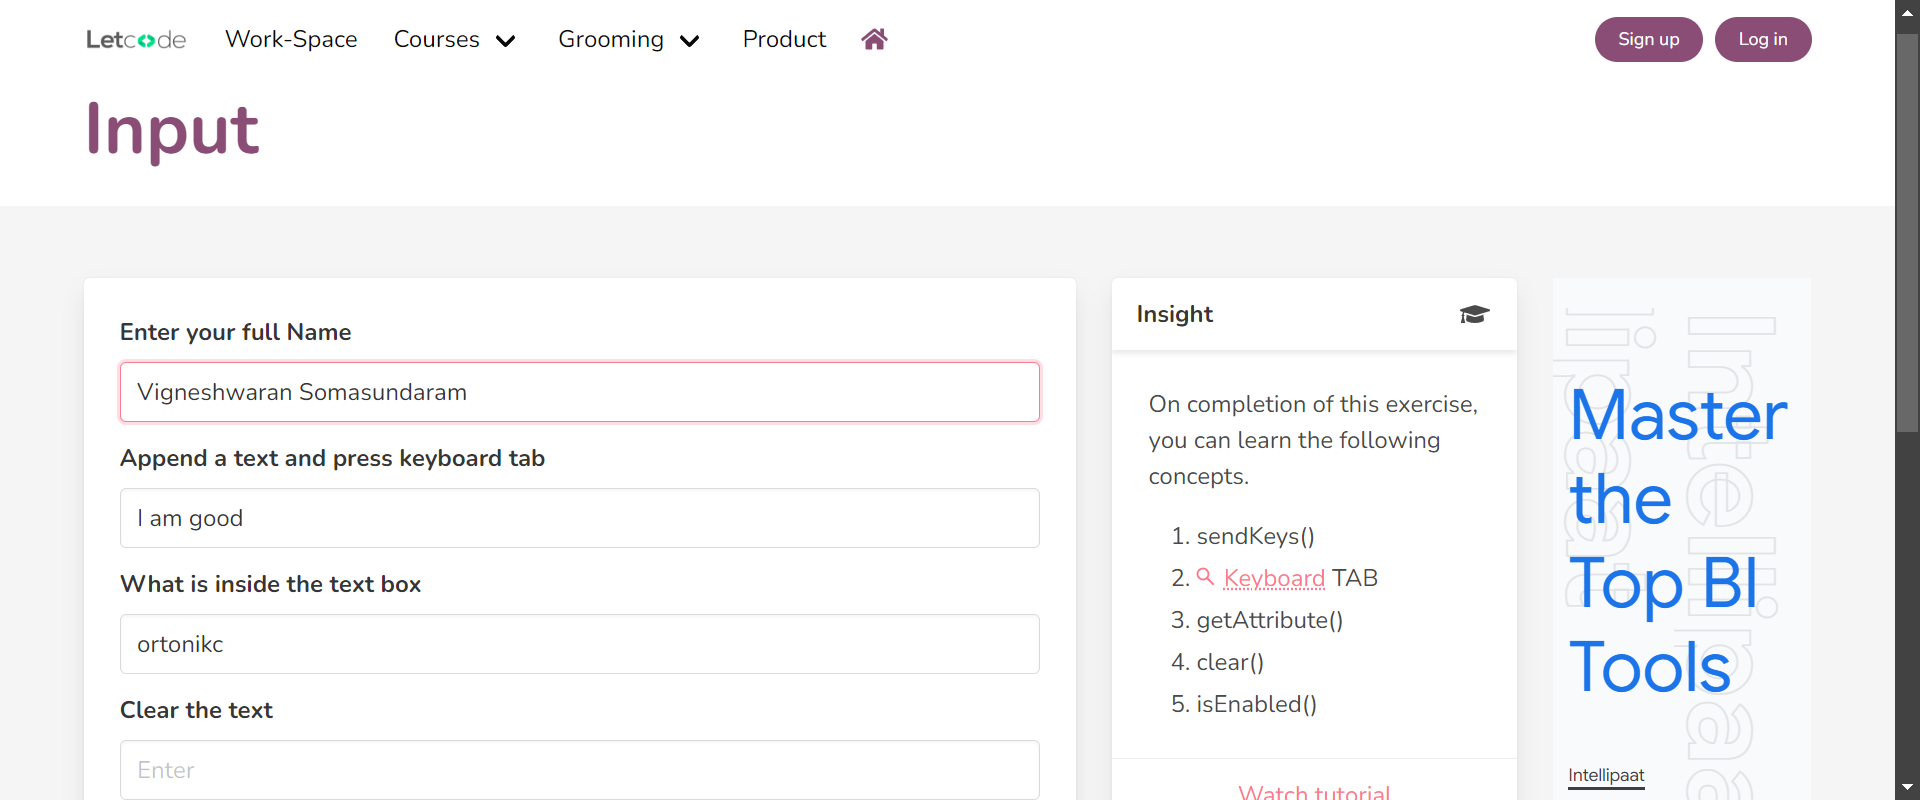 Letcode Work-Space Courses Grooming Product Sign up Log in
Input
Enter your full Name
Vigneshwaran Somasundaram
Append a text and press keyboard tab
I am good
What is inside the text box
ortonikc
Clear the text
Enter
Insight
On completion of this exercise,
you can learn the following
concepts.
1. sendKeys()
2. Keyboard TAB
3. getAttribute()
4. clear()
5. isEnabled()
Watch tutorial
Intellipaat
Master
the
Top BI
Tools
Intellipaat